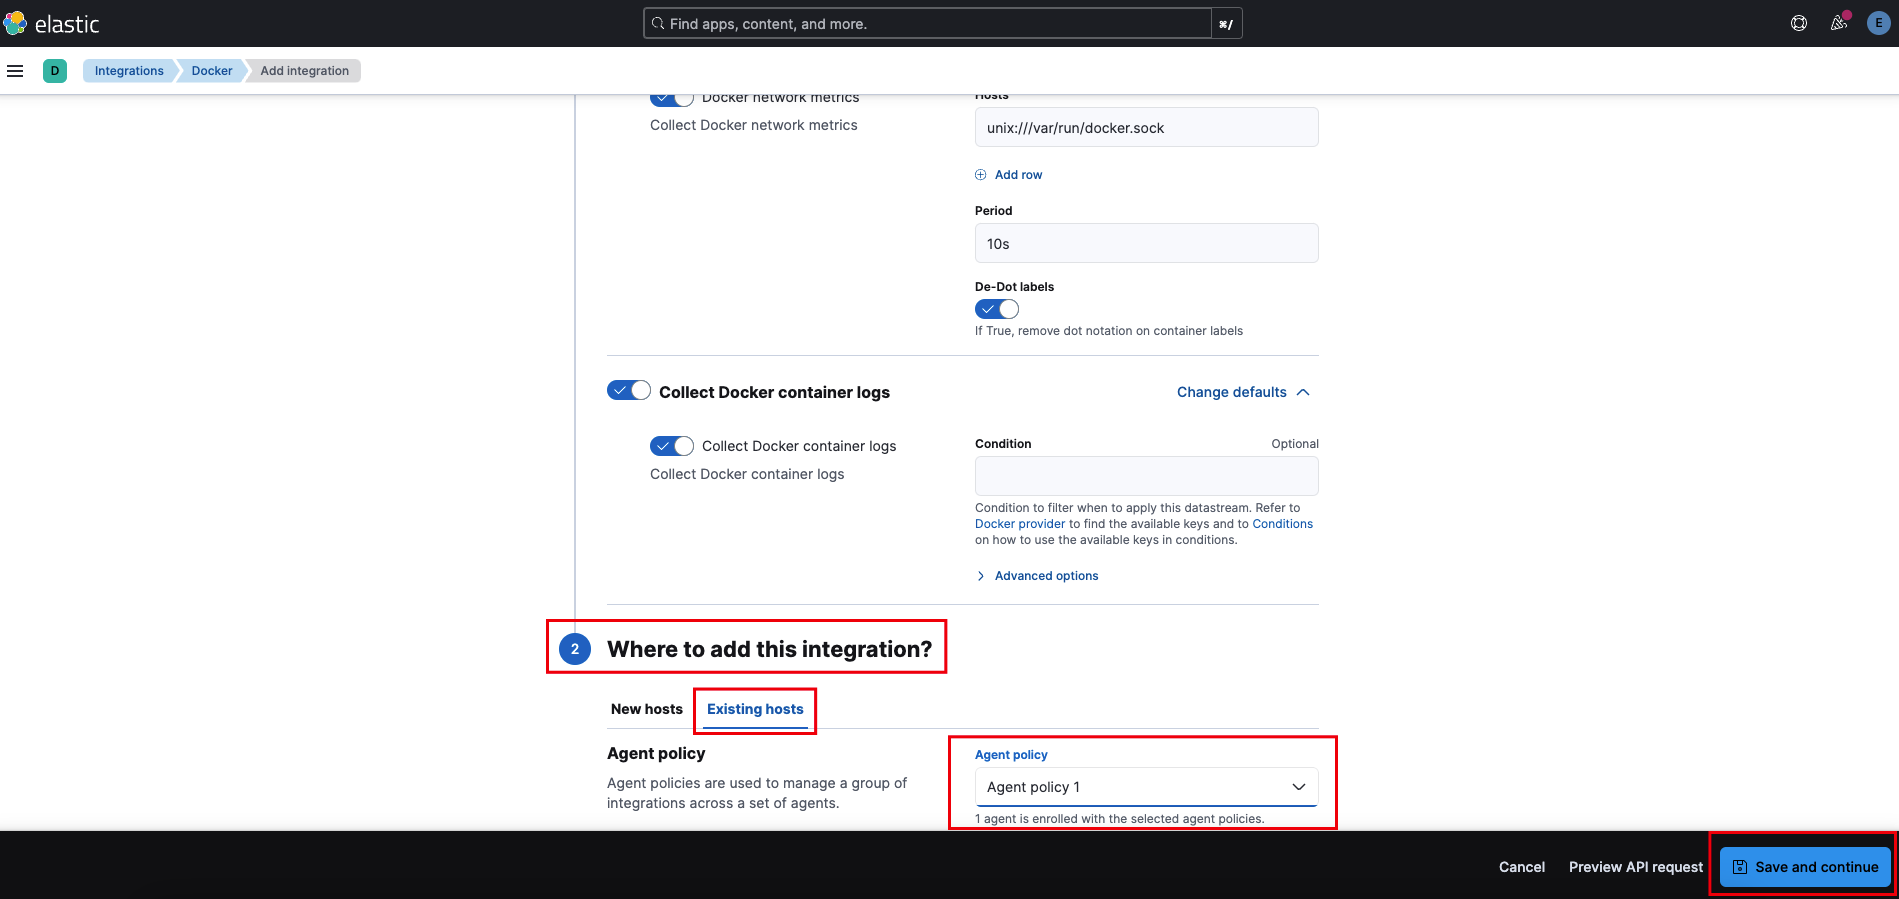 elastic
Find apps, content, and more.
⌘/
E
D
Integrations
Docker
Add integration
Docker network metrics
Collect Docker network metrics
Hosts
unix:///var/run/docker.sock
Add row
Period
10s
De-Dot labels
If True, remove dot notation on container labels
Collect Docker container logs
Change defaults
Collect Docker container logs
Collect Docker container logs
Condition
Optional
Condition to filter when to apply this datastream. Refer to
Docker provider to find the available keys and to Conditions
on how to use the available keys in conditions.
Advanced options
2
Where to add this integration?
New hosts
Existing hosts
Agent policy
Agent policies are used to manage a group of
integrations across a set of agents.
Agent policy
Agent policy 1
1 agent is enrolled with the selected agent policies.
Cancel
Preview API request
Save and continue